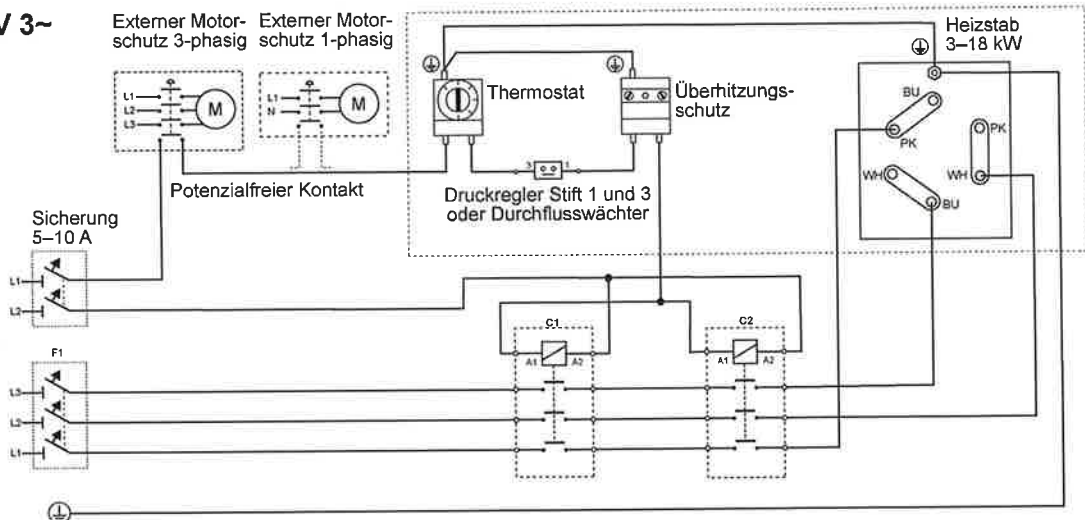 V 3~
Externer Motor-
schutz 3-phasig
Externer Motor-
schutz 1-phasig
Heizstab
3–18 kW
L1
L2
L3
M
L1
N
M
Thermostat
Überhitzungs-
schutz
BU
PK
PK
WH
WH
BU
3
1
Potenzialfreier Kontakt
Druckregler Stift 1 und 3
oder Durchflusswächter
Sicherung
5–10 A
L1
L2
C1
C2
A1
A2
A1
A2
F1
L3
L2
L1